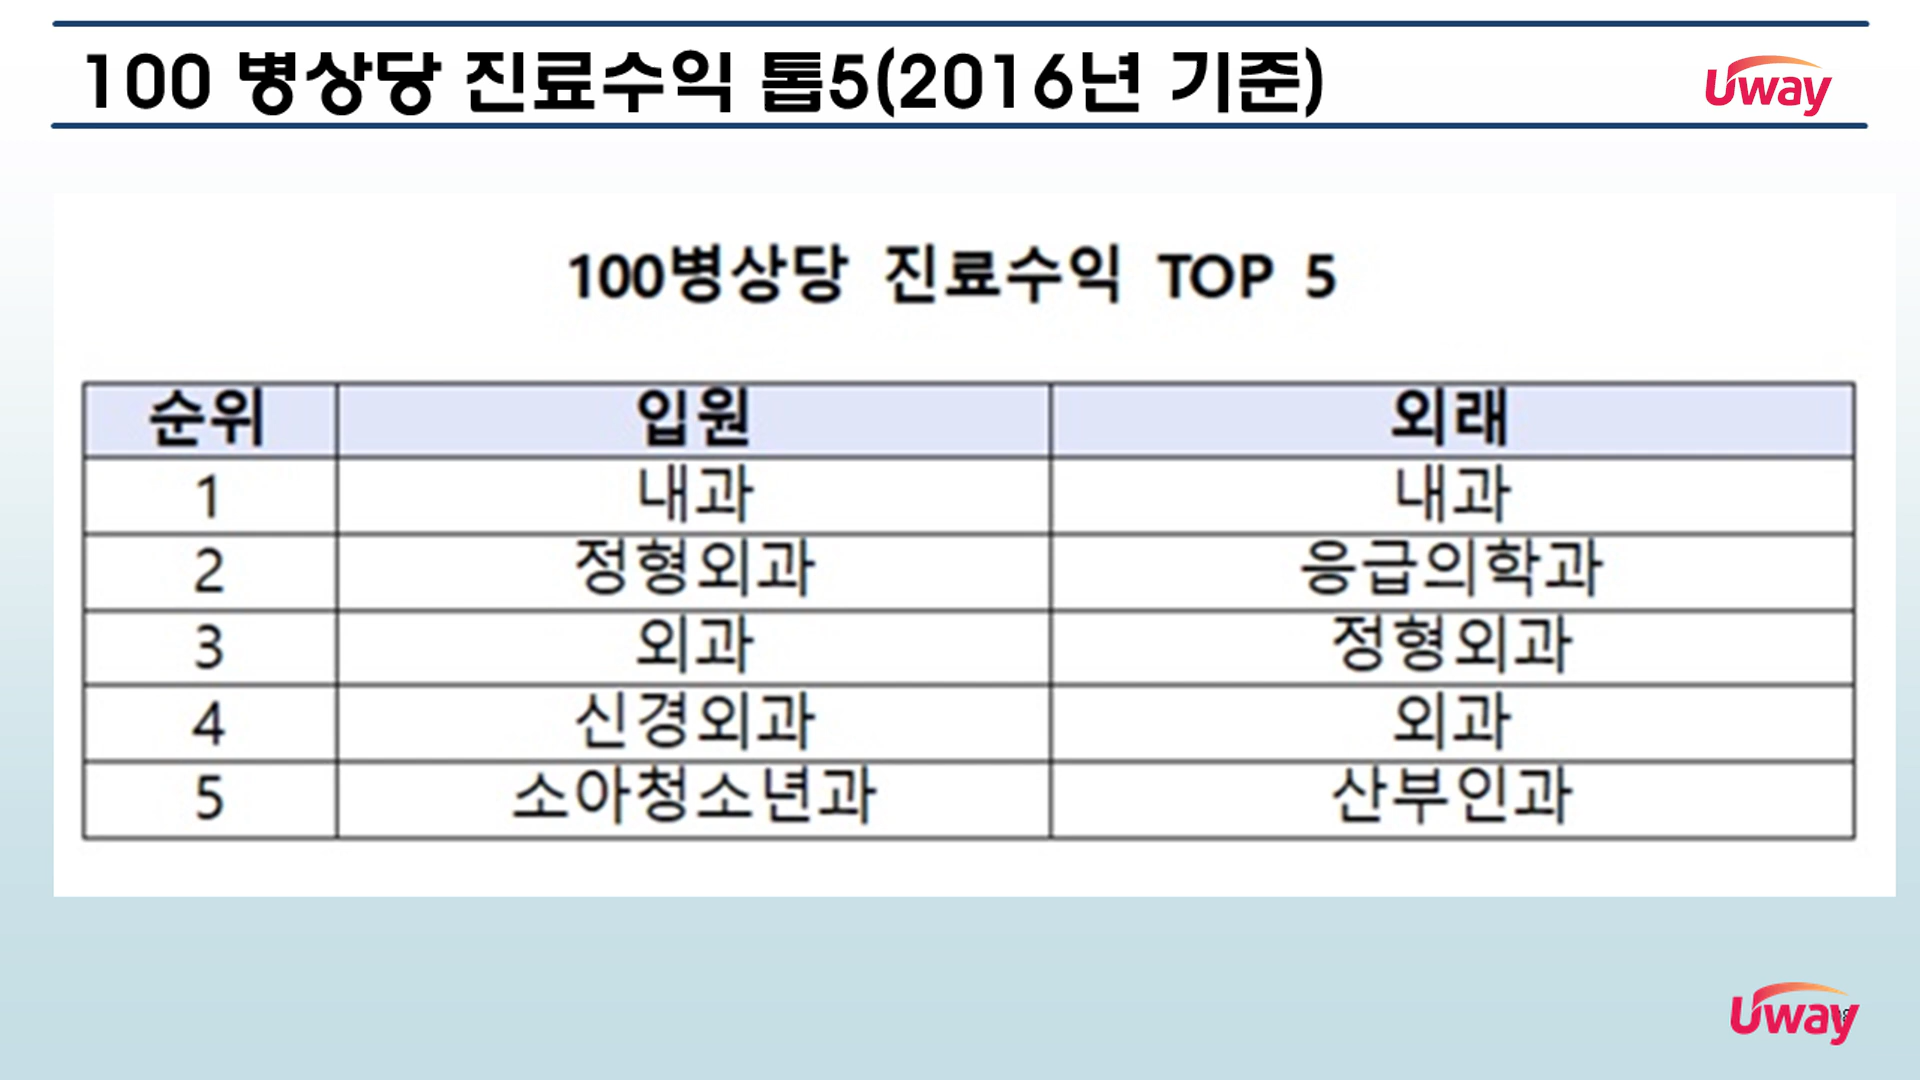 100 병상당 진료수익 톱5(2016년 기준)
Uway
100병상당 진료수익 TOP 5
순위 입원 외래
1 내과 내과
2 정형외과 응급의학과
3 외과 정형외과
4 신경외과 외과
5 소아청소년과 산부인과
Uway